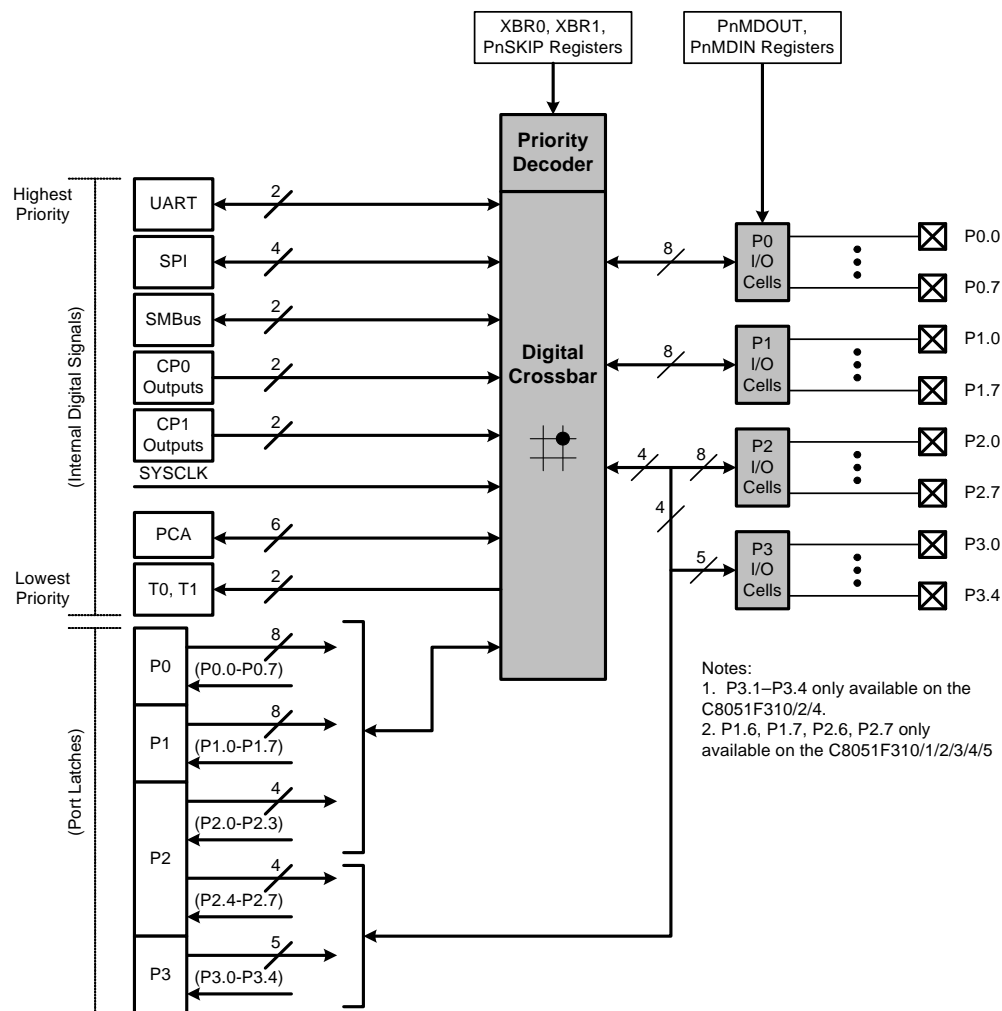 XBR0, XBR1,
PnSKIP Registers
PnMDOUT,
PnMDIN Registers
Priority
Decoder
Highest
Priority
(Internal Digital Signals)
Lowest
Priority
UART
2
SPI
4
SMBus
2
CP0
Outputs
2
CP1
Outputs
2
SYSCLK
PCA
6
T0, T1
2
Digital
Crossbar
8
P0
I/O
Cells
P0.0
P0.7
8
P1
I/O
Cells
P1.0
P1.7
4
8
P2
I/O
Cells
P2.0
P2.7
4
5
P3
I/O
Cells
P3.0
P3.4
(Port Latches)
P0
8
(P0.0-P0.7)
P1
8
(P1.0-P1.7)
P2
4
(P2.0-P2.3)
4
(P2.4-P2.7)
P3
5
(P3.0-P3.4)
Notes:
1. P3.1–P3.4 only available on the
C8051F310/2/4.
2. P1.6, P1.7, P2.6, P2.7 only
available on the C8051F310/1/2/3/4/5